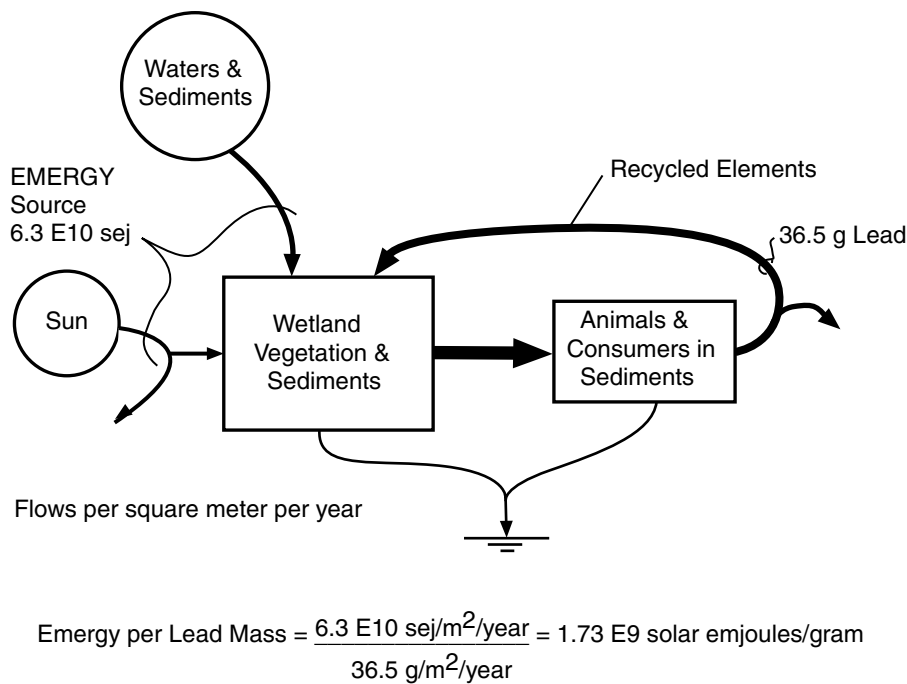 Waters &
Sediments
EMERGY
Source
6.3 E10 sej
Recycled Elements
36.5 g Lead
Sun
Wetland
Vegetation &
Sediments
Animals &
Consumers in
Sediments
Flows per square meter per year
Emergy per Lead Mass = 6.3 E10 sej/m² /year = 1.73 E9 solar emjoules/gram
36.5 g/m² /year